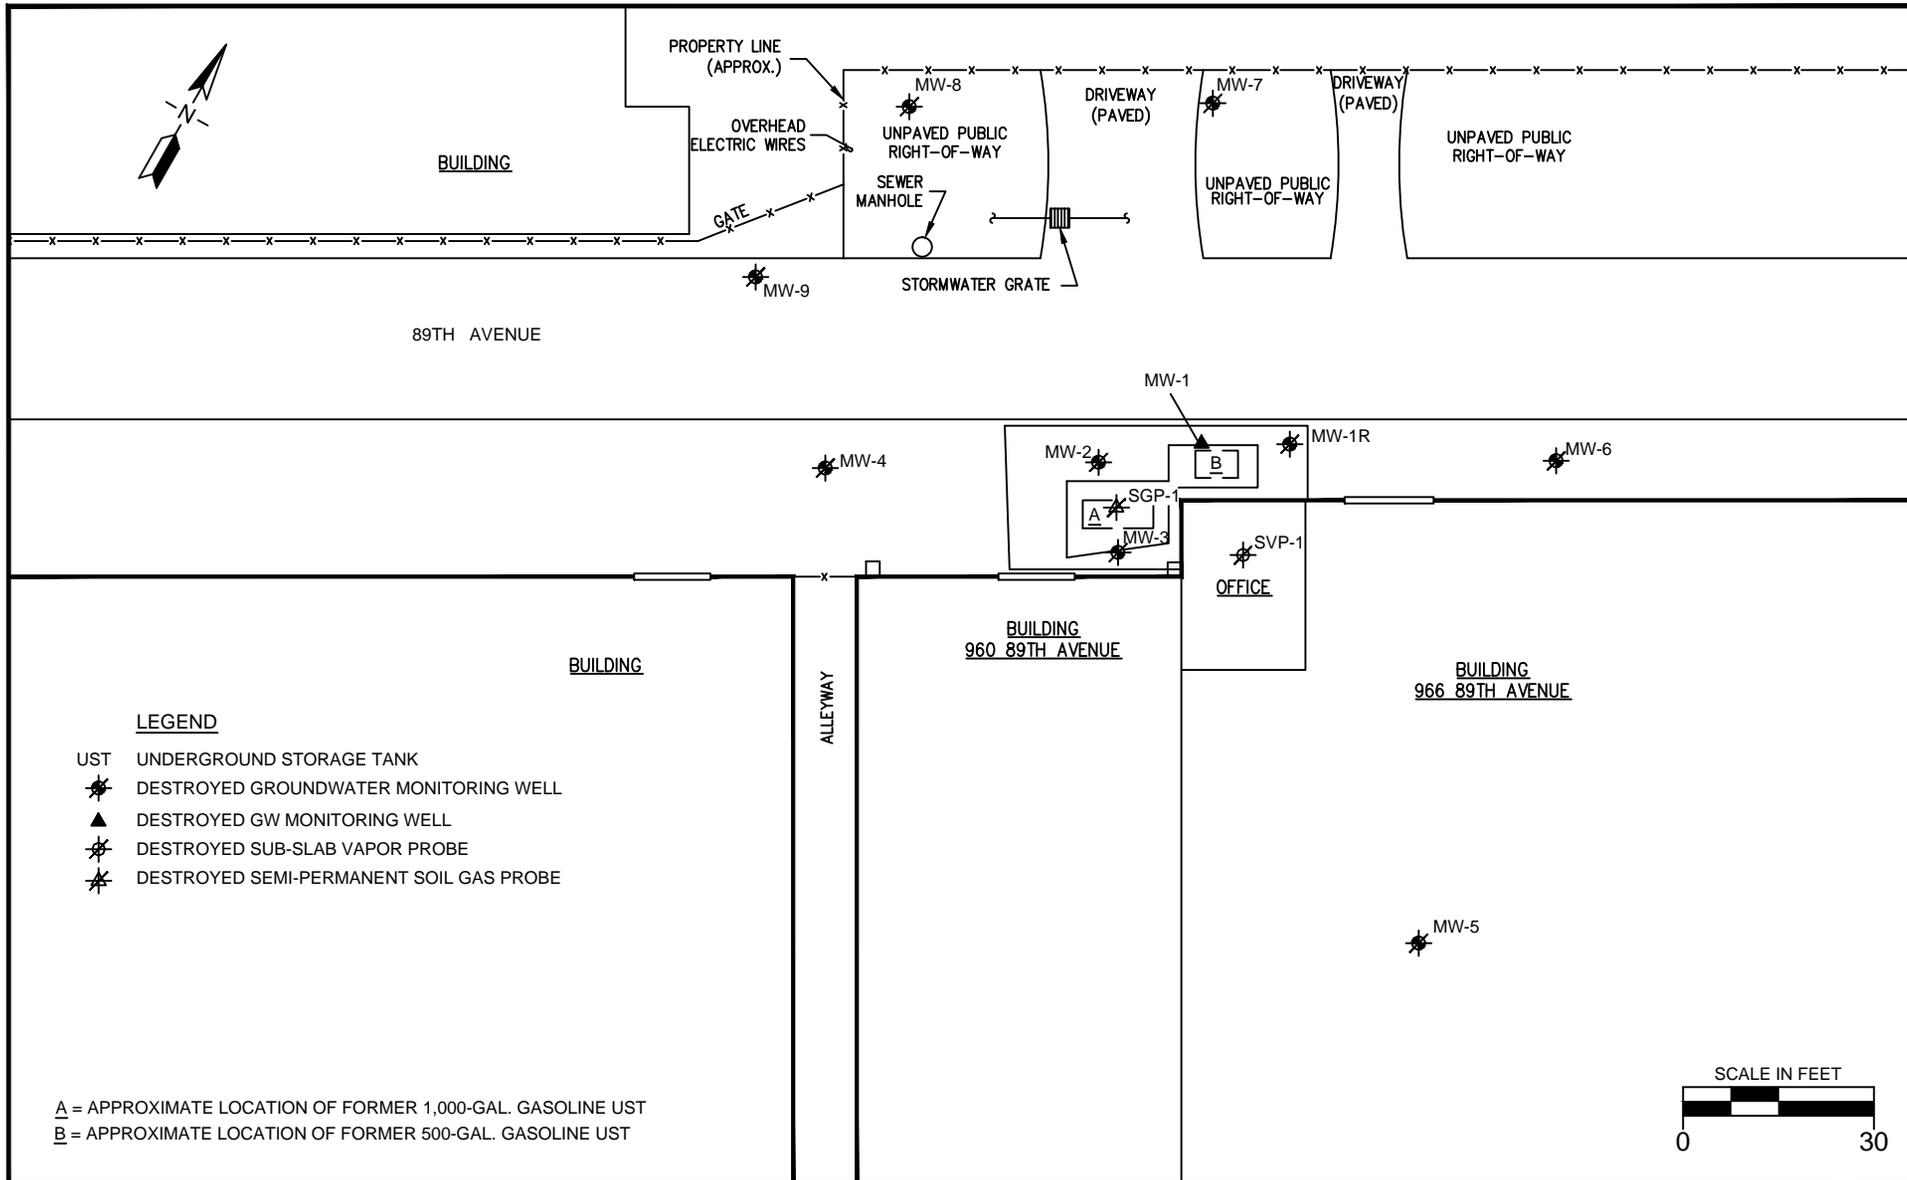 PROPERTY LINE
(APPROX.)
MW-8
DRIVEWAY
(PAVED)
MW-7
DRIVEWAY
(PAVED)
N
OVERHEAD
ELECTRIC WIRES
UNPAVED PUBLIC
RIGHT-OF-WAY
UNPAVED PUBLIC
RIGHT-OF-WAY
BUILDING
SEWER
MANHOLE
UNPAVED PUBLIC
RIGHT-OF-WAY
GATE
STORMWATER GRATE
MW-9
89TH AVENUE
MW-1
MW-1R
MW-2
MW-4
B
MW-6
SGP-1
A
MW-3
SVP-1
OFFICE
BUILDING
960 89TH AVENUE
BUILDING
BUILDING
966 89TH AVENUE
ALLEYWAY
LEGEND
UST UNDERGROUND STORAGE TANK
DESTROYED GROUNDWATER MONITORING WELL
DESTROYED GW MONITORING WELL
DESTROYED SUB-SLAB VAPOR PROBE
DESTROYED SEMI-PERMANENT SOIL GAS PROBE
MW-5
SCALE IN FEET
0 30
A = APPROXIMATE LOCATION OF FORMER 1,000-GAL. GASOLINE UST
B = APPROXIMATE LOCATION OF FORMER 500-GAL. GASOLINE UST